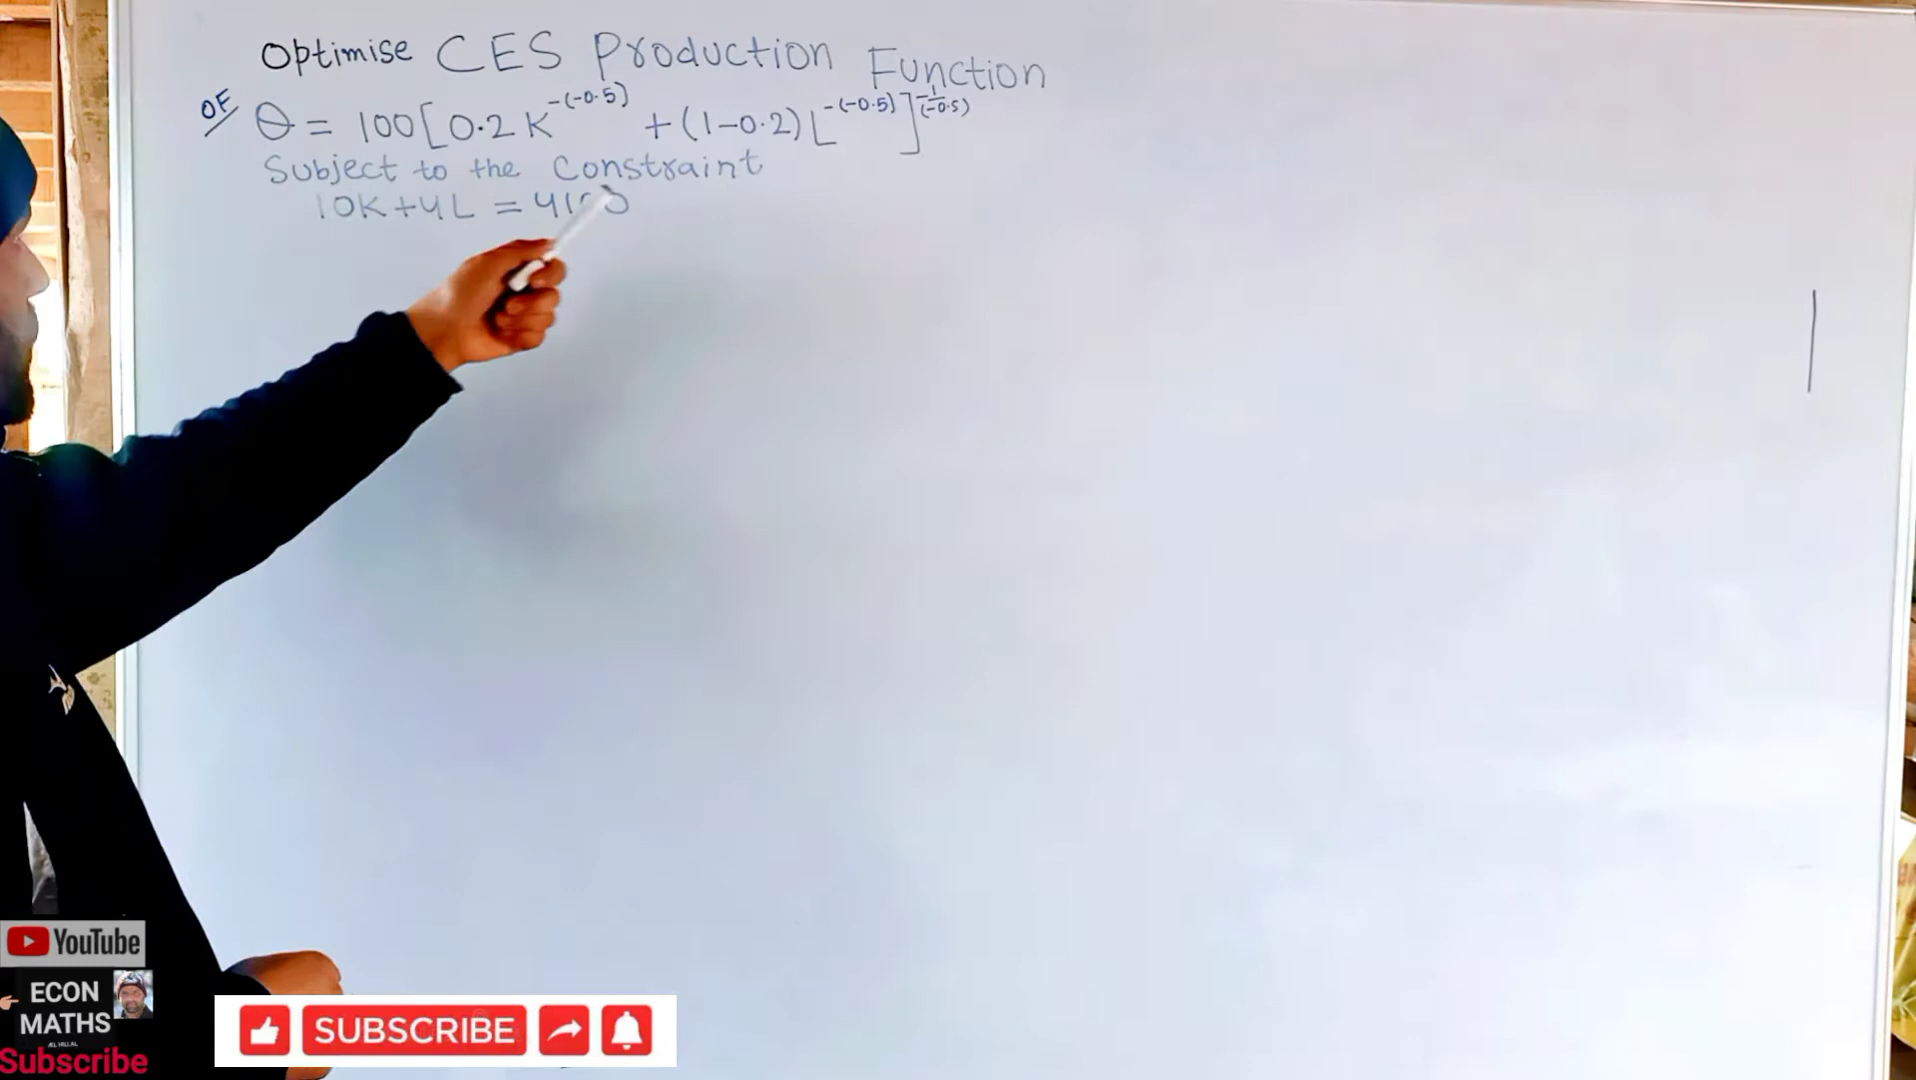 Optimise CES Production Function
OF
Q = 100[0.2K^-(-0.5) + (1-0.2)L^-(-0.5)]^-1/(-0.5)
Subject to the Constraint
10K+4L = 4100
YouTube
ECON
MATHS
Subscribe
SUBSCRIBE